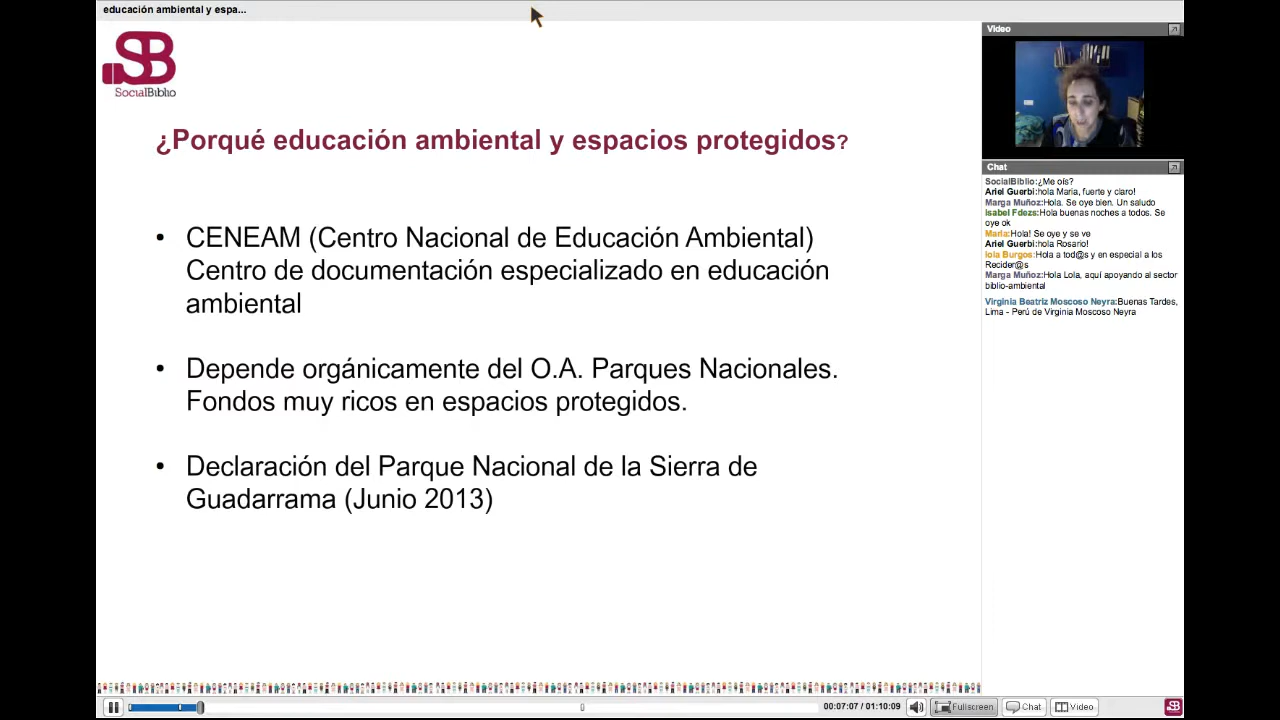 educación ambiental y espa...
SB
SocialBiblio
¿Porqué educación ambiental y espacios protegidos?
• CENEAM (Centro Nacional de Educación Ambiental)
Centro de documentación especializado en educación
ambiental
• Depende orgánicamente del O.A. Parques Nacionales.
Fondos muy ricos en espacios protegidos.
• Declaración del Parque Nacional de la Sierra de
Guadarrama (Junio 2013)
Video
Chat
SocialBiblio:¿Me oís?
Ariel Guerbi:hola Maria, fuerte y claro!
Marga Muñoz:Hola. Se oye bien. Un saludo
Isabel Fdezs:Hola buenas noches a todos. Se
oye ok
Maria:Hola! Se oye y se ve
Ariel Guerbi:hola Rosario!
lola Burgos:Hola a tod@s y en especial a los
Recider@s
Marga Muñoz:Hola Lola, aquí apoyando al sector
biblio-ambiental
Virginia Beatriz Moscoso Neyra:Buenas Tardes,
Lima - Perú de Virginia Moscoso Neyra
00:07:07 / 01:10:09
Fullscreen
Chat
Video
SB